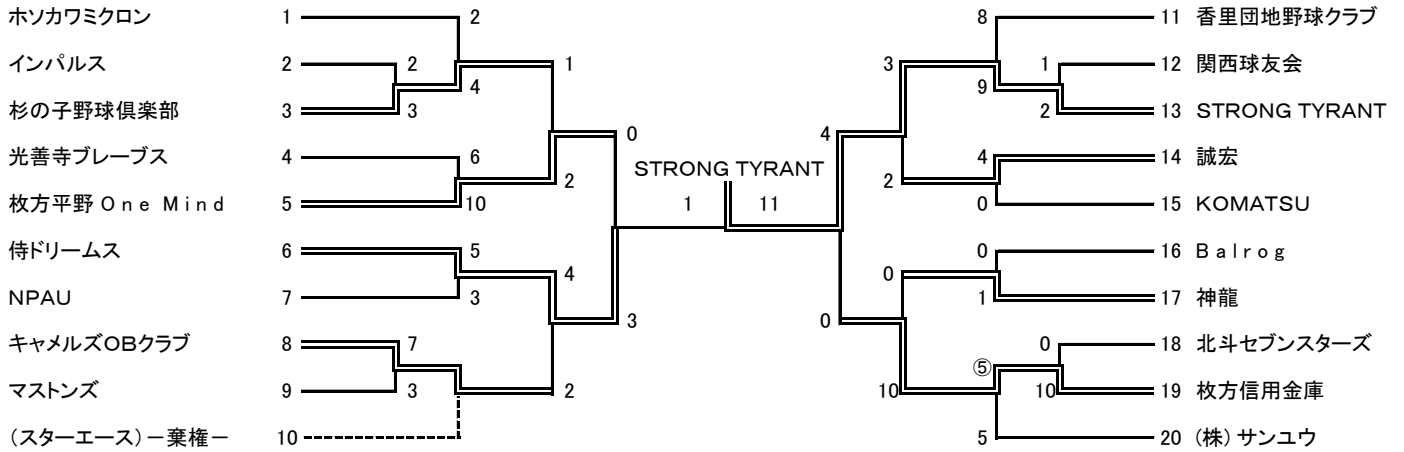 ホソカワミクロン 1 2 8 11 香里団地野球クラブ
インパルス 2 2 1 3 1 12 関西球友会
4 9
杉の子野球倶楽部 3 3 2 13 STRONG TYRANT
0 4
光善寺ブレーブス 4 6 4 14 誠宏
STRONG TYRANT
2 2
枚方平野 One Mind 5 10 1 11 0 15 KOMATSU
侍ドリームス 6 5 0 16 Balrog
4 0
NPAU 7 3 1 17 神龍
3 0
キャメルズOBクラブ 8 7 0 18 北斗セブンスターズ
⑤
マストンズ 9 3 2 10 10 19 枚方信用金庫
(スターエース)－棄権－ 10 5 20 (株)サンユウ